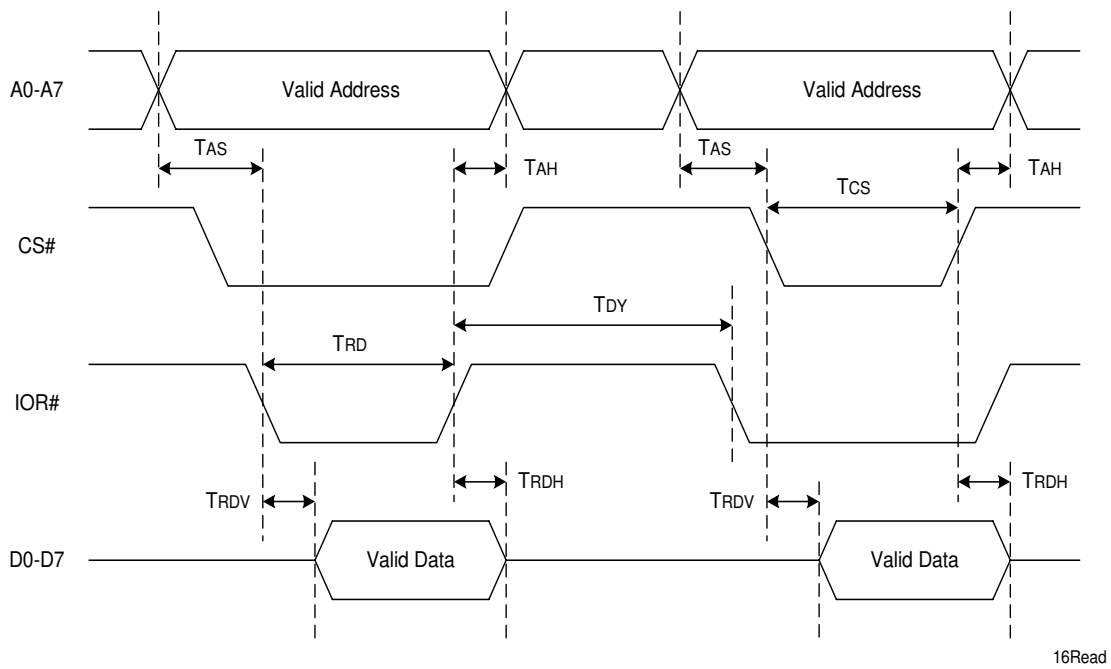 A0-A7
Valid Address
Valid Address
TAS
TAH
TAS
TAH
TCS
CS#
TDY
TRD
IOR#
TRDV
TRDH
TRDV
TRDH
D0-D7
Valid Data
Valid Data
16Read